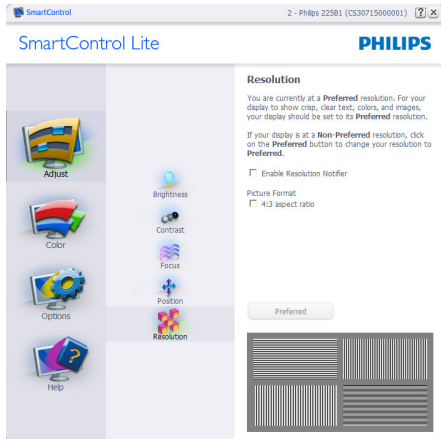 SmartControl
2 - Philips 225B1 (CS30715000001)
SmartControl Lite
PHILIPS
Adjust
Color
Options
Help
Brightness
Contrast
Focus
Position
Resolution
Resolution
You are currently at a Preferred resolution. For your
display to show crisp, clear text, colors, and images,
your display should be set to its Preferred resolution.
If your display is at a Non-Preferred resolution, click
on the Preferred button to change your resolution to
Preferred.
Enable Resolution Notifier
Picture Format
4:3 aspect ratio
Preferred